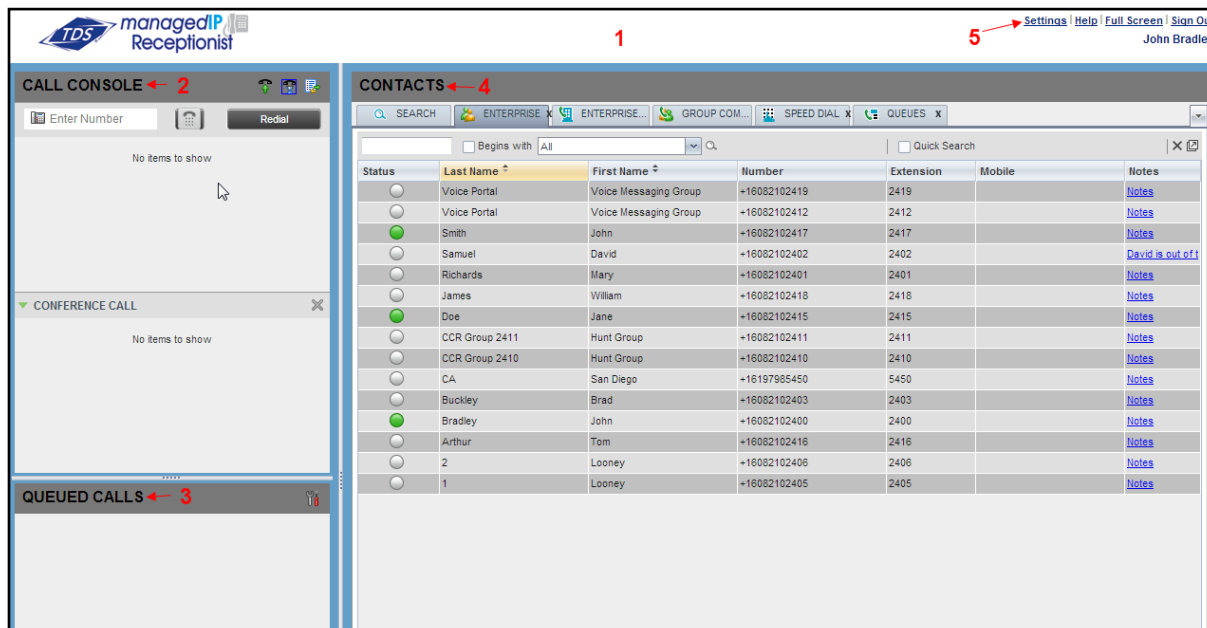 TDS managedIP Receptionist
1
5 Settings | Help | Full Screen | Sign Ou
John Bradle
CALL CONSOLE 2
Enter Number Redial
No items to show
CONFERENCE CALL
No items to show
QUEUED CALLS 3
CONTACTS 4
SEARCH ENTERPRISE X ENTERPRISE... GROUP COM... SPEED DIAL X QUEUES X
Begins with All Quick Search
Status Last Name First Name Number Extension Mobile Notes
Voice Portal Voice Messaging Group +16082102419 2419 Notes
Voice Portal Voice Messaging Group +16082102412 2412 Notes
Smith John +16082102417 2417 Notes
Samuel David +16082102402 2402 David is out of t
Richards Mary +16082102401 2401 Notes
James William +16082102418 2418 Notes
Doe Jane +16082102415 2415 Notes
CCR Group 2411 Hunt Group +16082102411 2411 Notes
CCR Group 2410 Hunt Group +16082102410 2410 Notes
CA San Diego +16197985450 5450 Notes
Buckley Brad +16082102403 2403 Notes
Bradley John +16082102400 2400 Notes
Arthur Tom +16082102416 2416 Notes
2 Looney +16082102406 2406 Notes
1 Looney +16082102405 2405 Notes